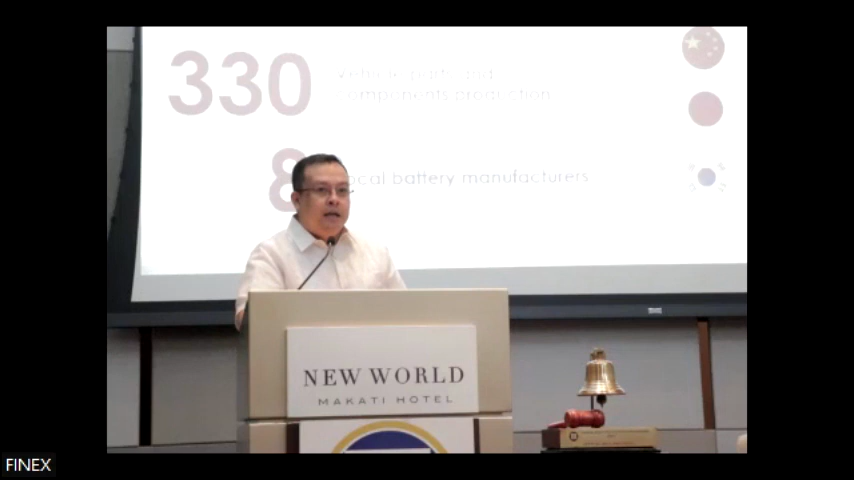 330
vehicle parts and
components production
8
local battery manufacturers
NEW WORLD
MAKATI HOTEL
FINEX